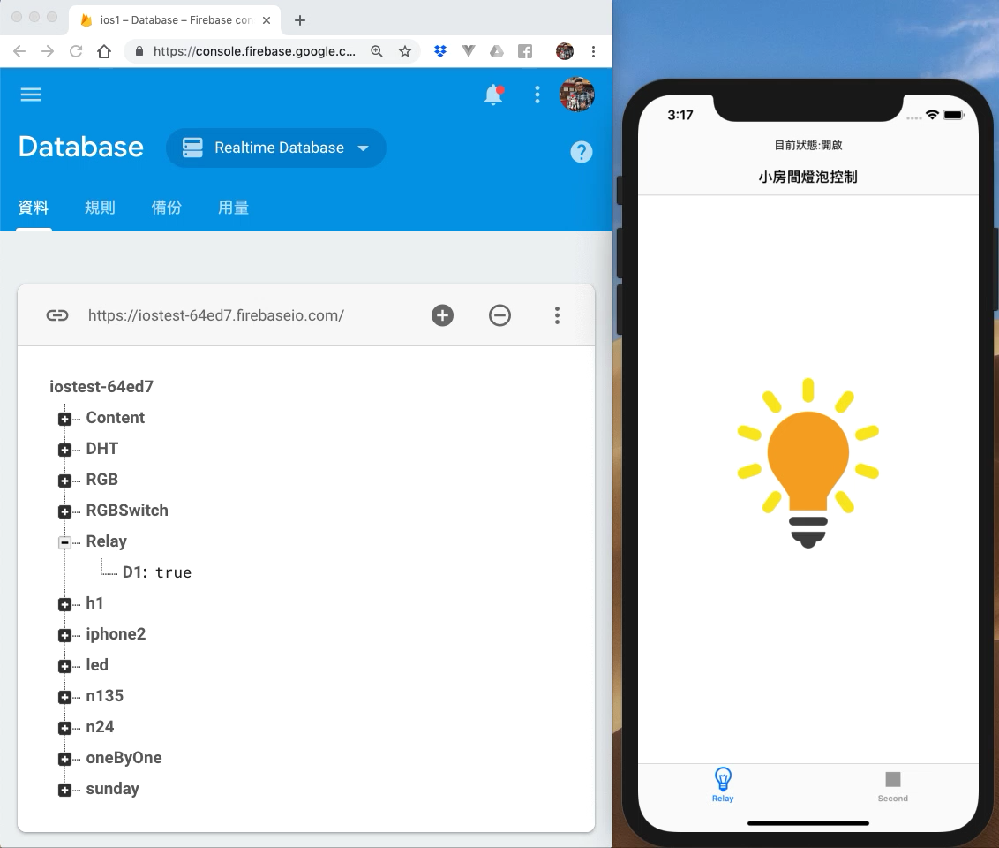 ios1 – Database – Firebase con
https://console.firebase.google.c...
Database
Realtime Database
資料
規則
備份
用量
https://iostest-64ed7.firebaseio.com/
iostest-64ed7
Content
DHT
RGB
RGBSwitch
Relay
D1: true
h1
iphone2
led
n135
n24
oneByOne
sunday
3:17
目前狀態:開啟
小房間燈泡控制
Relay
Second